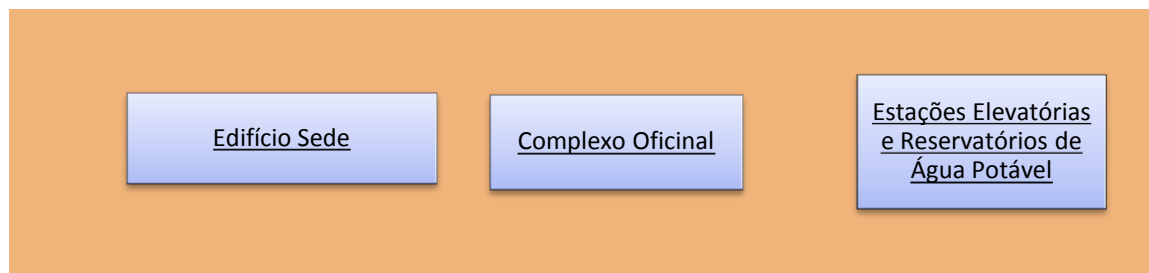 Edifício Sede
Complexo Oficinal
Estações Elevatórias
e Reservatórios de
Água Potável